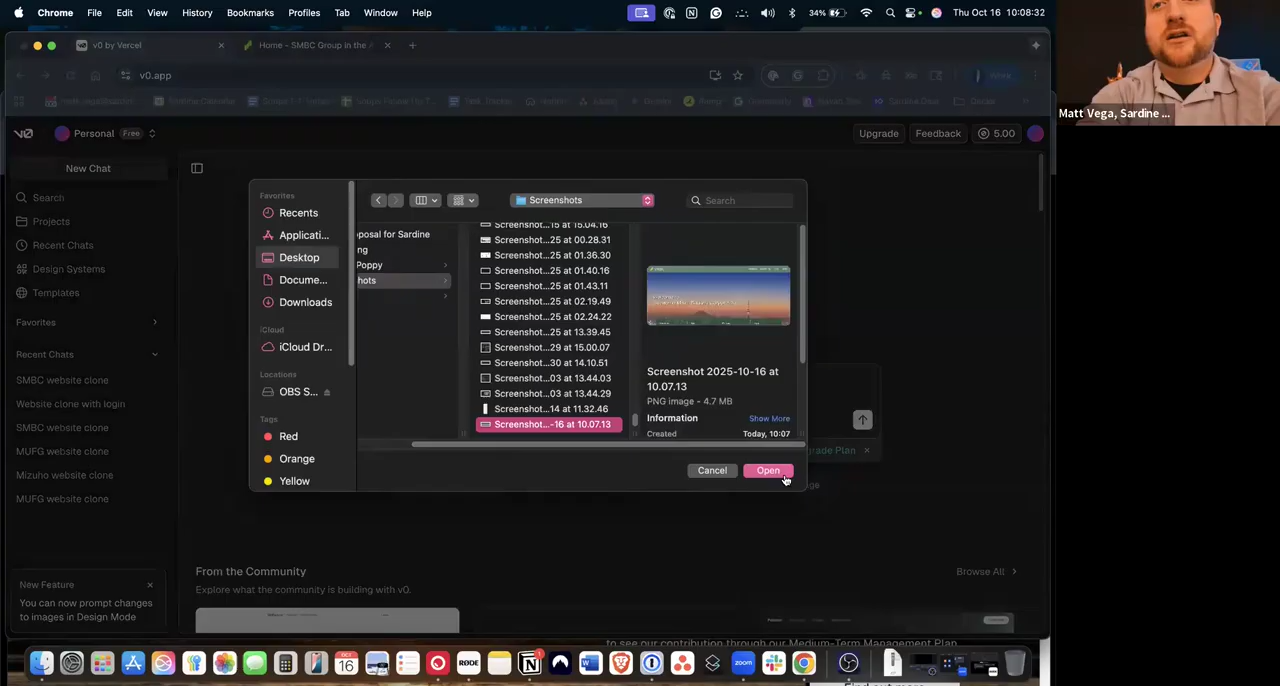 Chrome File Edit View History Bookmarks Profiles Tab Window Help 34% Thu Oct 16 10:08:32
v0 by Vercel Home - SMBC Group in the
v0.app
Personal Free Upgrade Feedback 5.00
New Chat
Search
Projects
Recent Chats
Design Systems
Templates
Favorites
Recent Chats
SMBC website clone
Website clone with login
SMBC website clone
MUFG website clone
Mizuho website clone
MUFG website clone
New Feature
You can now prompt changes
to images in Design Mode
Favorites
Recents
Applicati...
Desktop
Docume...
Downloads
iCloud
iCloud Dr...
Locations
OBS S...
Tags
Red
Orange
Yellow
Screenshots
Search
oposal for Sardine
ng
Poppy
hots
Screenshot...15 at 15.04.16
Screenshot...25 at 00.28.31
Screenshot...25 at 01.36.30
Screenshot...25 at 01.40.16
Screenshot...25 at 01.43.11
Screenshot...25 at 02.19.49
Screenshot...25 at 02.24.22
Screenshot...25 at 13.39.45
Screenshot...29 at 15.00.07
Screenshot...30 at 14.10.51
Screenshot...03 at 13.44.03
Screenshot...03 at 13.44.29
Screenshot...14 at 11.32.46
Screenshot...-16 at 10.07.13
Screenshot 2025-10-16 at
10.07.13
PNG image - 4.7 MB
Information Show More
Created Today, 10:07
Cancel Open
rade Plan
From the Community
Explore what the community is building with v0.
Browse All
to see our contribution through our Medium-Term Management Plan
Matt Vega, Sardine ...